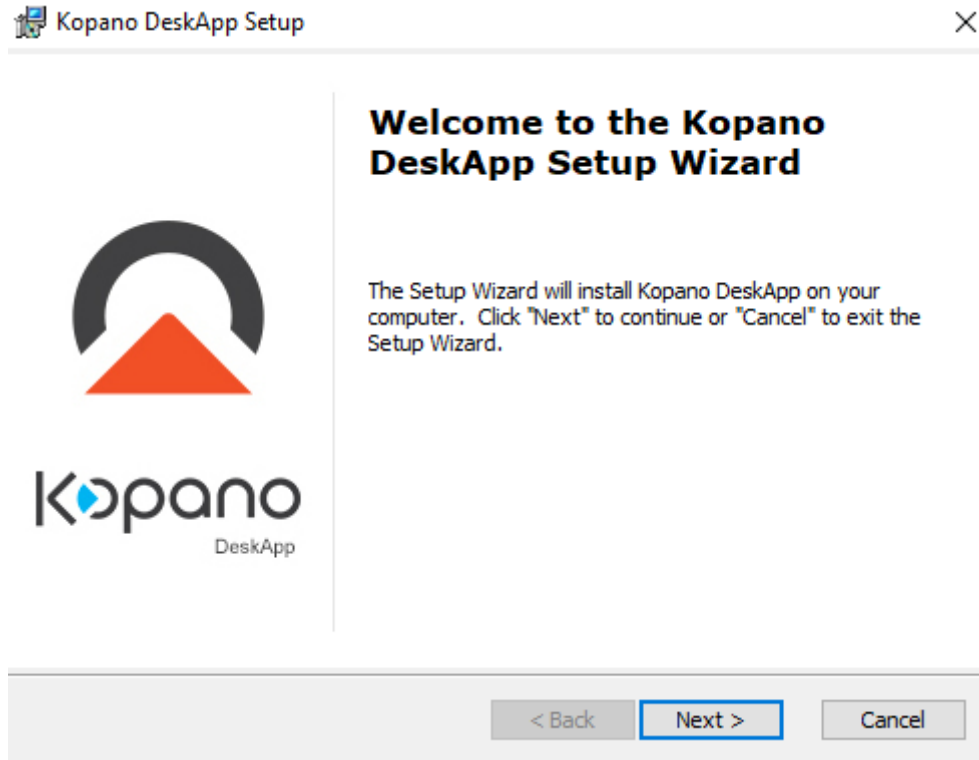 Kopano DeskApp Setup
Welcome to the Kopano
DeskApp Setup Wizard
The Setup Wizard will install Kopano DeskApp on your
computer.  Click "Next" to continue or "Cancel" to exit the
Setup Wizard.
Kopano
DeskApp
< Back
Next >
Cancel